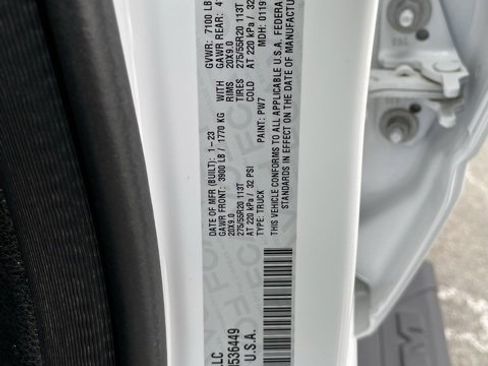 LLC
536449
U.S.A.
DATE OF MFR (BUILT): 1-23
GVWR: 7100 LB
GAWR FRONT: 3900 LB / 1770 KG WITH
GAWR REAR: 4
20X9.0 RIMS 20X9.0
275/55R20 113T TIRES 275/55R20 113T
AT 220 kPa / 32 PSI COLD AT 220 kPa / 32
TYPE: TRUCK PAINT: PW7 MDH: 0119
THIS VEHICLE CONFORMS TO ALL APPLICABLE U.S.A. FEDERA
STANDARDS IN EFFECT ON THE DATE OF MANUFACTUR